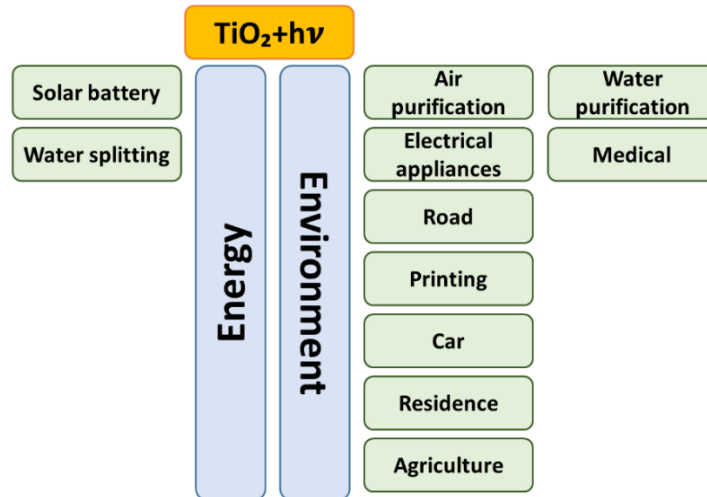 TiO₂+hν
Solar battery
Water splitting
Energy
Environment
Air
purification
Electrical
appliances
Road
Printing
Car
Residence
Agriculture
Water
purification
Medical